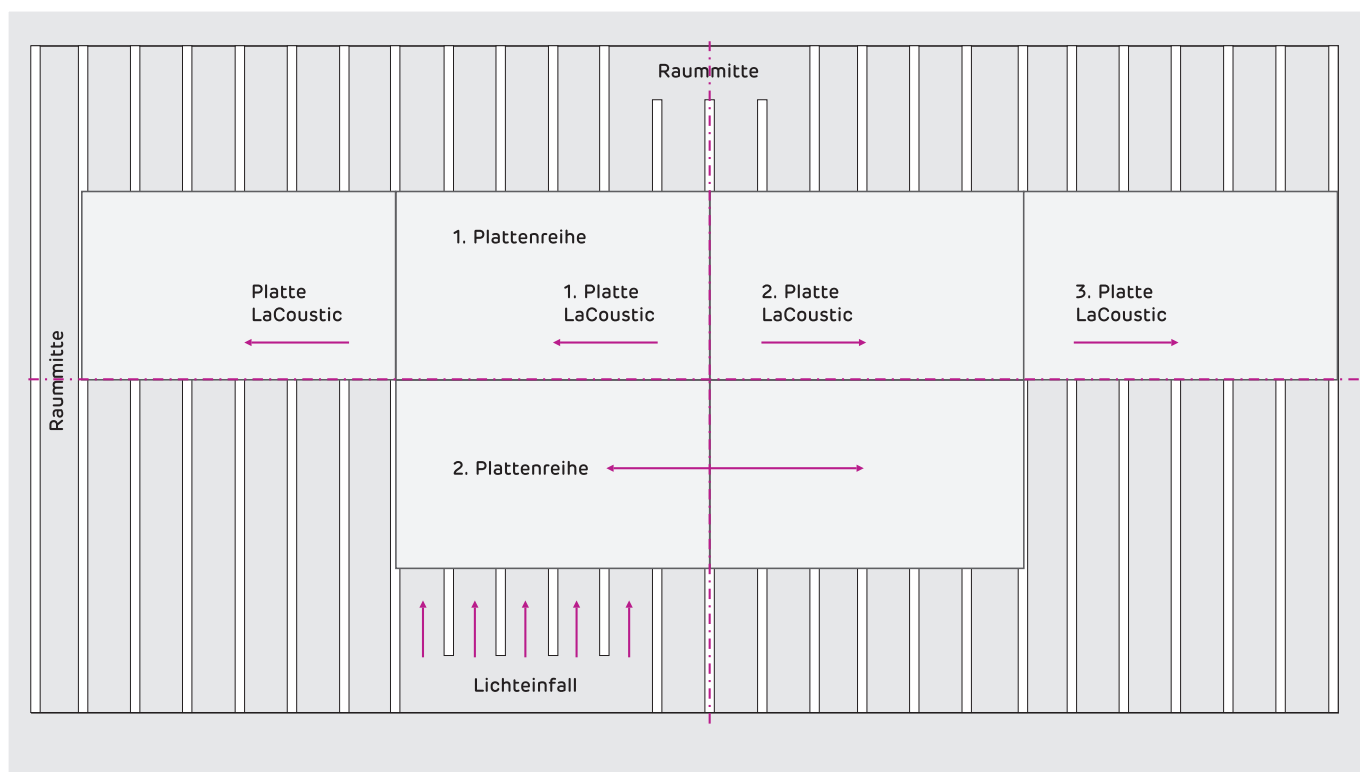 Raummitte
1. Plattenreihe
Platte
LaCoustic
1. Platte
LaCoustic
2. Platte
LaCoustic
3. Platte
LaCoustic
Raummitte
2. Plattenreihe
Lichteinfall